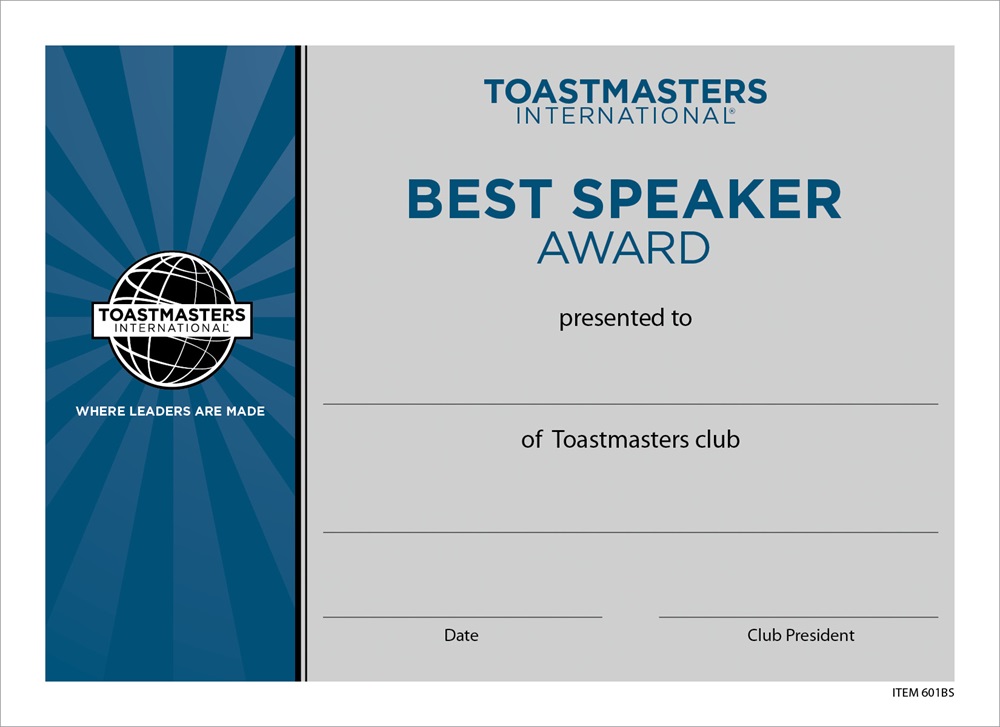 TOASTMASTERS
INTERNATIONAL
WHERE LEADERS ARE MADE
TOASTMASTERS
INTERNATIONAL®
BEST SPEAKER
AWARD
presented to
of Toastmasters club
Date
Club President
ITEM 601BS